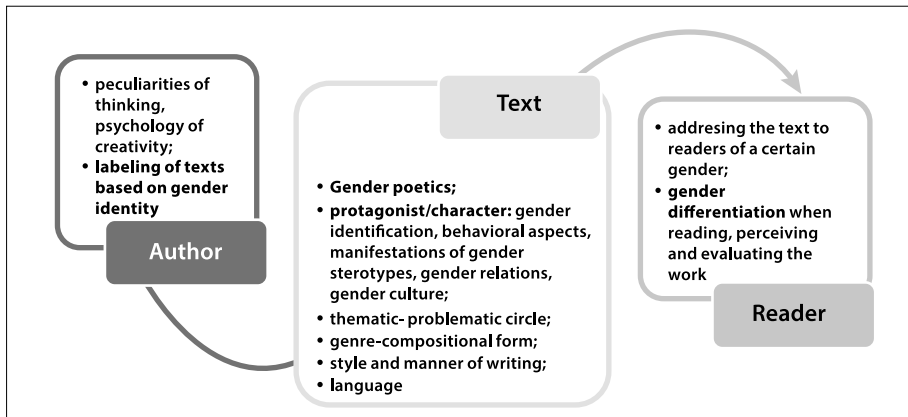 • peculiarities of
thinking,
psychology of
creativity;
• labeling of texts
based on gender
identity
Author
Text
• Gender poetics;
• protagonist/character: gender
identification, behavioral aspects,
manifestations of gender
sterotypes, gender relations,
gender culture;
• thematic- problematic circle;
• genre-compositional form;
• style and manner of writing;
• language
• addresing the text to
readers of a certain
gender;
• gender
differentiation when
reading, perceiving
and evaluating the
work
Reader